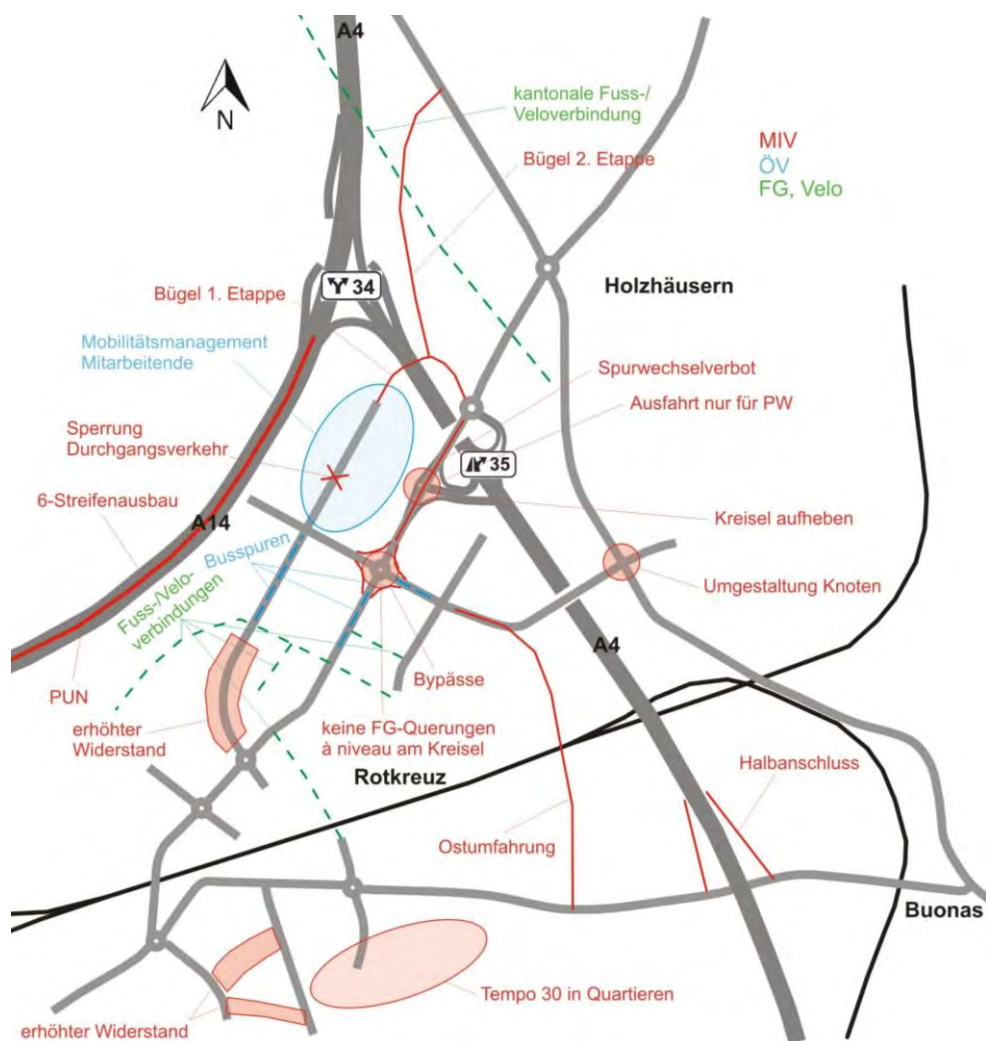 A4
N
kantonale Fuss-/
Veloverbindung
MIV
ÖV
FG, Velo
Bügel 2. Etappe
34
Holzhäusern
Bügel 1. Etappe
Mobilitätsmanagement
Mitarbeitende
Spurwechselverbot
Ausfahrt nur für PW
Sperrung
Durchgangsverkehr
35
6-Streifenausbau
A14
Kreisel aufheben
Busspuren
Umgestaltung Knoten
Fuss-/Velo-
verbindungen
A4
PUN
Bypässe
erhöhter
Widerstand
keine FG-Querungen
à niveau am Kreisel
Rotkreuz
Halbanschluss
Ostumfahrung
Buonas
Tempo 30 in Quartieren
erhöhter Widerstand